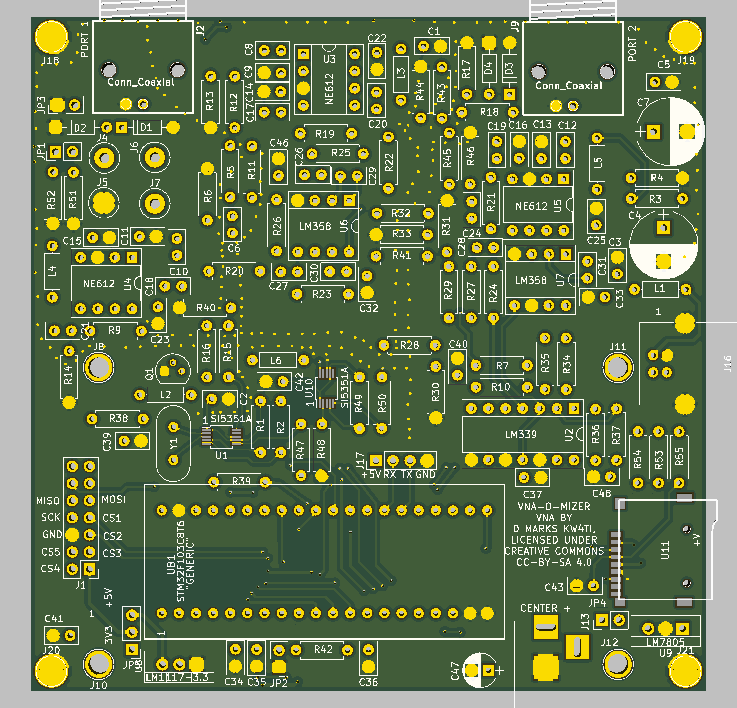 PORT 1
J2
J9
PORT 2
J18
J19
Conn_Coaxial
Conn_Coaxial
C8
C9
C14
C17
U3
NE612
C22
C20
L3
C1
R44
R43
R17
D4
D3
R18
C5
C7
+
JP3
D2
D1
R13
R12
JP1
J4
J6
J5
J7
R52
R51
R5
R11
R6
C46
R19
R25
C26
C29
R22
R45
R46
C19
C16
C13
C12
L5
R4
R3
C15
C11
C6
R26
LM358
U6
R32
R33
R41
R31
R21
NE612
U5
C25
C4
+
L4
NE612
U4
C10
C18
C23
R20
C27
C30
R23
C32
C28
C24
R29
R27
R24
LM358
U7
C31
C3
C33
L1
R9
R40
R14
J8
R16
R15
Q1
L6
R28
C40
R7
R10
R35
R34
J11
1
J16
L2
C2
C42
U10
1
SI5351A
R49
R50
R30
R38
C39
Y1
1
SI5351A
U1
R1
R2
R47
R48
LM339
U2
R36
R37
R54
R53
R55
J17
+5V RX TX GND
R39
C37
C48
MISO
MOSI
SCK
CS1
GND
CS2
CS5
CS3
CS4
J1
UB1
STM32F103C8T6
"GENERIC"
1
VNA-D-MIZER
VNA BY
D MARKS KW4TI,
LICENSED UNDER
CREATIVE COMMONS
CC-BY-SA 4.0
U11
+V
C43
JP4
+5V
1
3V3
C41
J20
J10
U8
LM1117-3.3
C34
C35
JP2
R42
C36
C47
+
CENTER +
J13
J12
LM7805
U9
J21